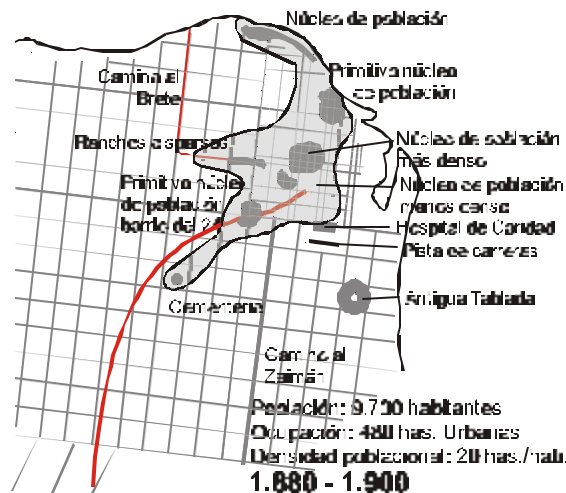 Núcleo de población
Primitivo núcleo
de población
Camino al
Brete
Ranchos dispersos
Núcleo de población
más denso
Primitivo núcleo
de población
barrio del
Núcleo de población
menos denso
Hospital de Caridad
Pista de carreras
Antigua Tablada
Cementerio
Camino al
Zaimán
Población: 9.700 habitantes
Ocupación: 480 has. Urbanas
Densidad poblacional: 20 has./hab.
1.880 - 1.900